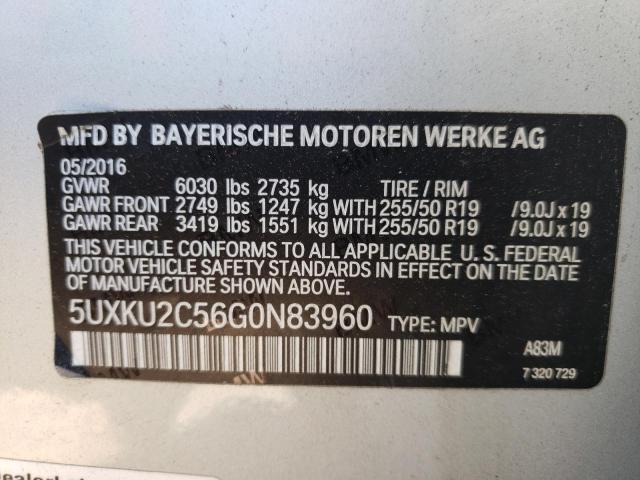 MFD BY BAYERISCHE MOTOREN WERKE AG
05/2016
GVWR 6030 lbs 2735 kg TIRE / RIM
GAWR FRONT 2749 lbs 1247 kg WITH 255/50 R19 /9.0J x 19
GAWR REAR 3419 lbs 1551 kg WITH 255/50 R19 /9.0J x 19
THIS VEHICLE CONFORMS TO ALL APPLICABLE U. S. FEDERAL
MOTOR VEHICLE SAFETY STANDARDS IN EFFECT ON THE DATE
OF MANUFACTURE SHOWN ABOVE.
5UXKU2C56G0N83960 TYPE: MPV
A83M
7 320 729